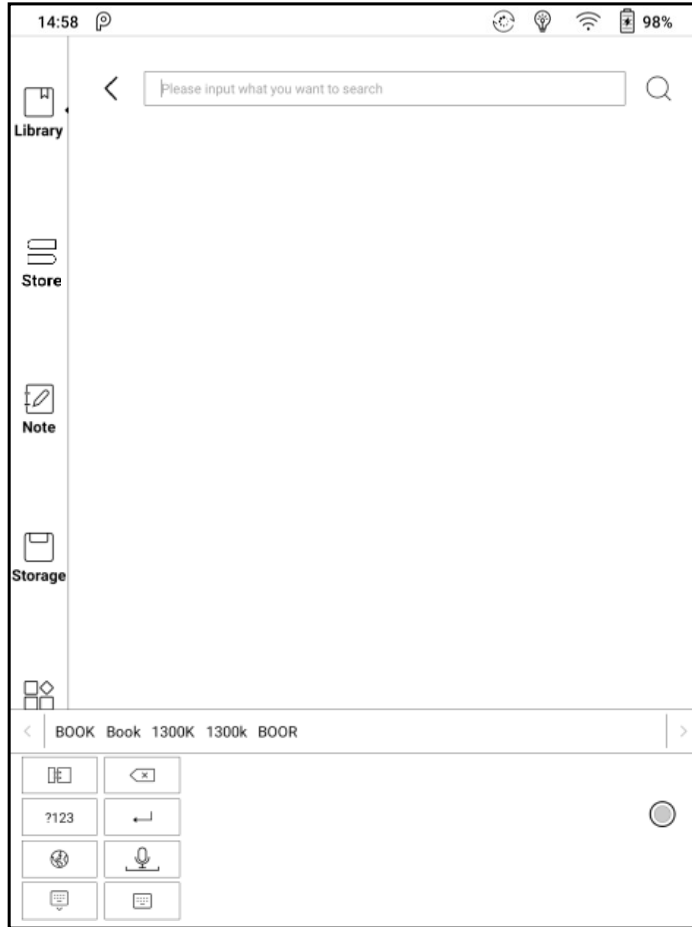 14:58 98%
Please input what you want to search
Library
Store
Note
Storage
BOOK Book 1300K 1300k BOOR
?123